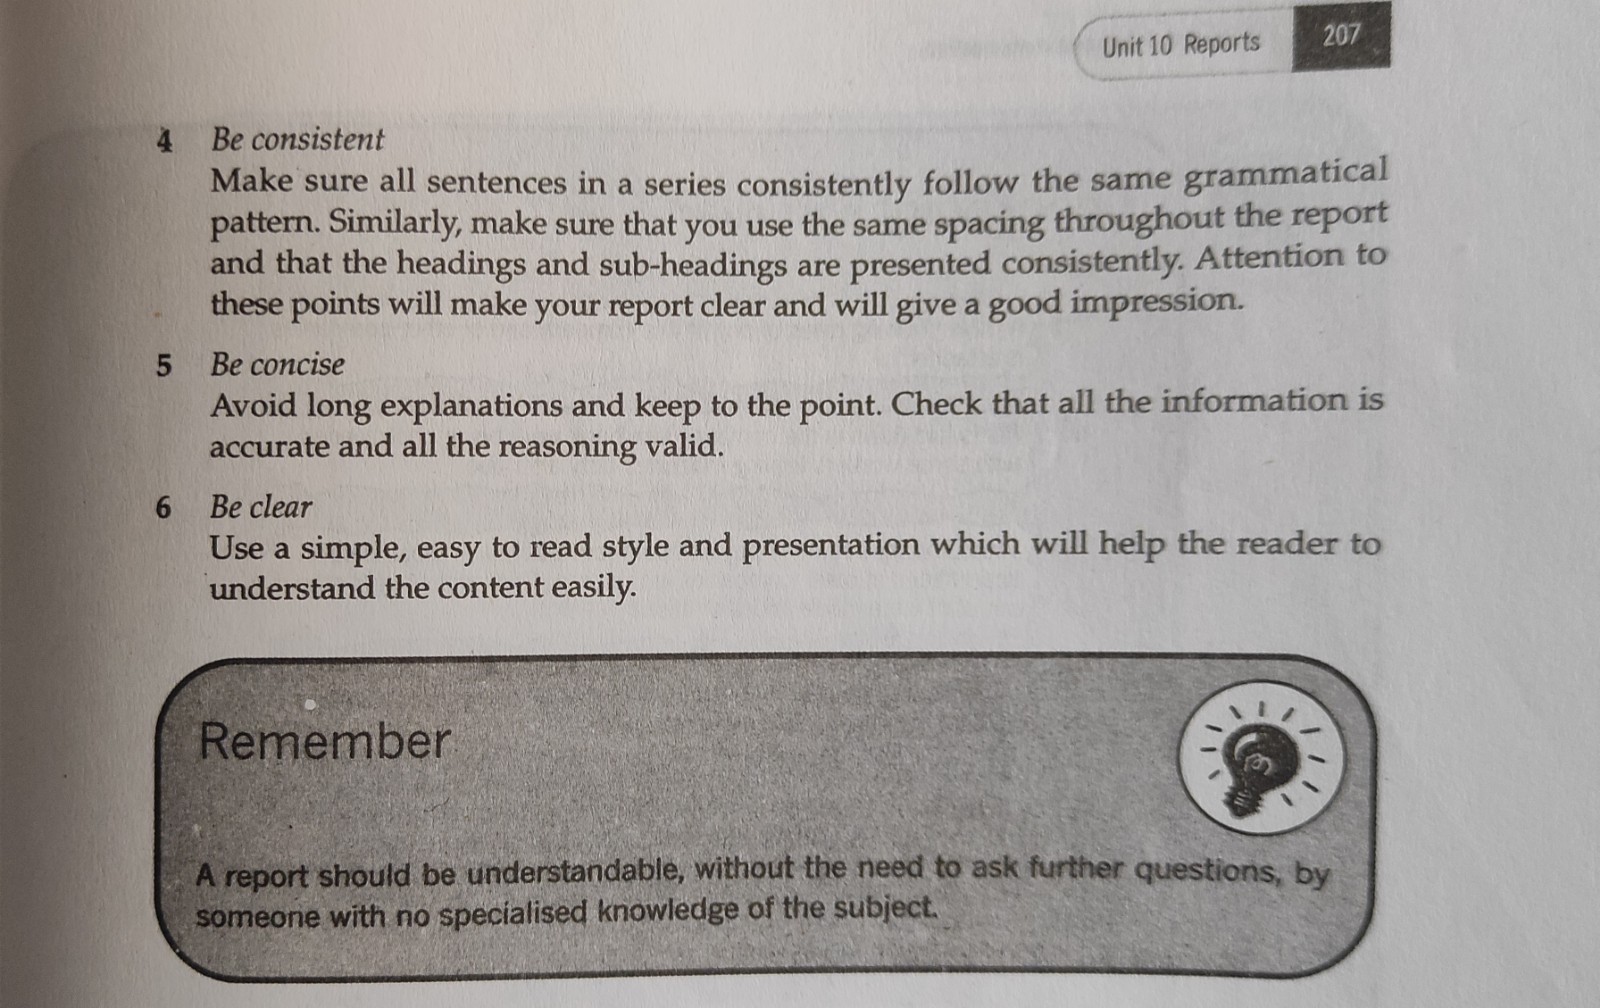 Unit 10 Reports 207
4 Be consistent
Make sure all sentences in a series consistently follow the same grammatical
pattern. Similarly, make sure that you use the same spacing throughout the report
and that the headings and sub-headings are presented consistently. Attention to
these points will make your report clear and will give a good impression.
5 Be concise
Avoid long explanations and keep to the point. Check that all the information is
accurate and all the reasoning valid.
6 Be clear
Use a simple, easy to read style and presentation which will help the reader to
understand the content easily.
Remember
A report should be understandable, without the need to ask further questions, by
someone with no specialised knowledge of the subject.